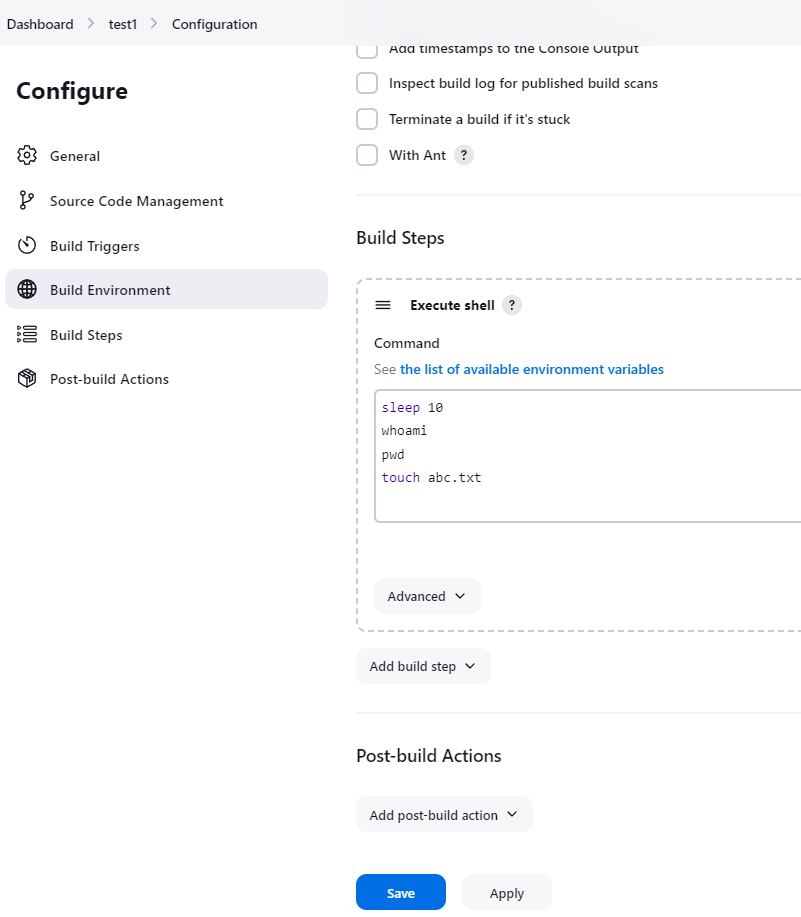 Dashboard > test1 > Configuration
Configure
General
Source Code Management
Build Triggers
Build Environment
Build Steps
Post-build Actions
Add timestamps to the Console Output
Inspect build log for published build scans
Terminate a build if it's stuck
With Ant ?
Build Steps
Execute shell ?
Command
See the list of available environment variables
sleep 10
whoami
pwd
touch abc.txt
Advanced
Add build step
Post-build Actions
Add post-build action
Save Apply